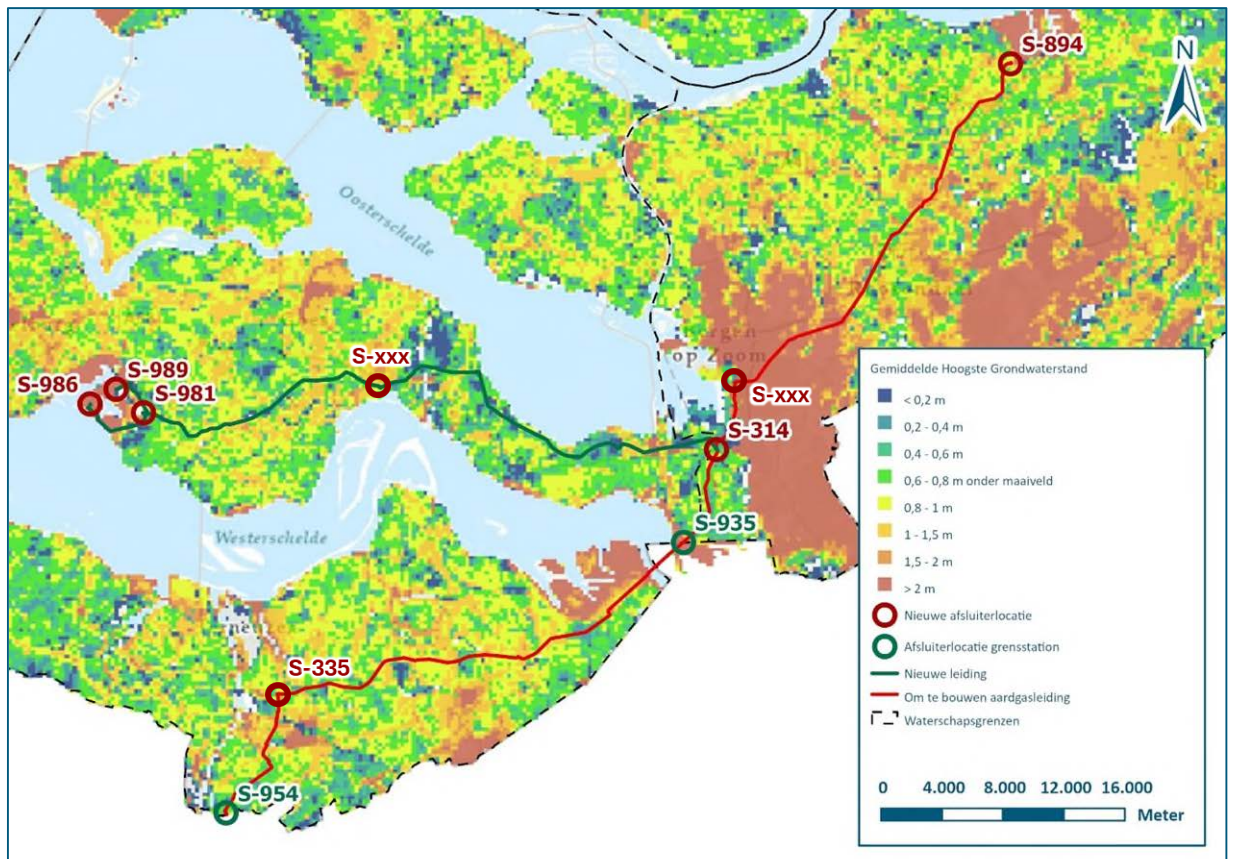 S-894
N
Oosterschelde
Bergen
op Zoom
S-xxx
S-989
S-986
S-981
S-xxx
S-314
S-935
Westerschelde
S-335
S-954
Gemiddelde Hoogste Grondwaterstand
< 0,2 m
0,2 - 0,4 m
0,4 - 0,6 m
0,6 - 0,8 m onder maaiveld
0,8 - 1 m
1 - 1,5 m
1,5 - 2 m
> 2 m
Nieuwe afsluiterlocatie
Afsluiterlocatie grensstation
Nieuwe leiding
Om te bouwen aardgasleiding
Waterschapsgrenzen
0 4.000 8.000 12.000 16.000
Meter